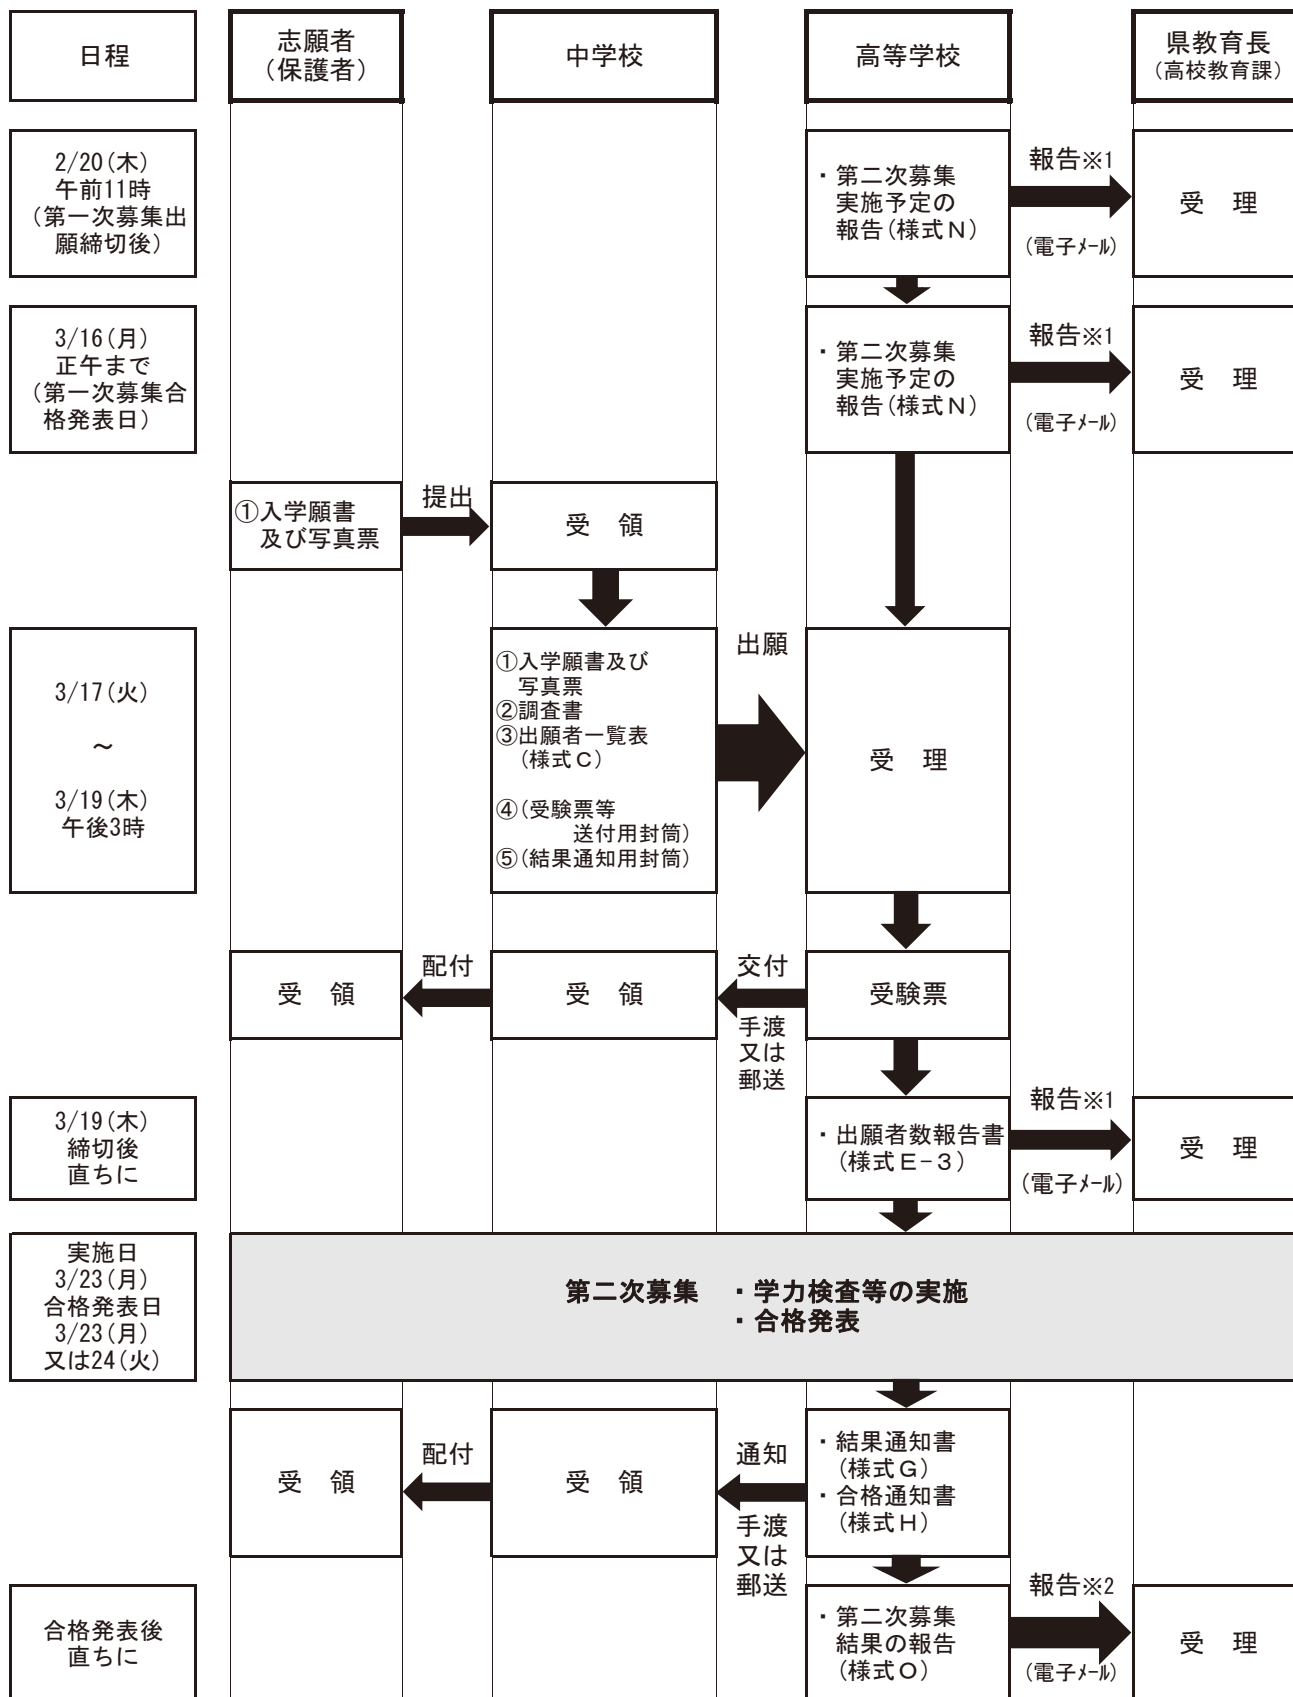 日程
志願者
（保護者）
中学校
高等学校
県教育長
（高校教育課）
2/20(木)
午前11時
（第一次募集出
願締切後）
・第二次募集
実施予定の
報告(様式N)
報告※1
(電子ﾒｰﾙ)
受　理
3/16(月)
正午まで
（第一次募集合
格発表日）
・第二次募集
実施予定の
報告(様式N)
報告※1
(電子ﾒｰﾙ)
受　理
①入学願書
及び写真票
提出
受　領
3/17(火)
～
3/19(木)
午後3時
①入学願書及び
写真票
②調査書
③出願者一覧表
(様式C)
④(受験票等
送付用封筒)
⑤(結果通知用封筒)
出願
受　理
受　領
配付
受　領
交付
手渡
又は
郵送
受験票
3/19(木)
締切後
直ちに
・出願者数報告書
(様式E-3)
報告※1
(電子ﾒｰﾙ)
受　理
実施日
3/23(月)
合格発表日
3/23(月)
又は24(火)
第二次募集　・学力検査等の実施
・合格発表
受　領
配付
受　領
通知
手渡
又は
郵送
・結果通知書
(様式G)
・合格通知書
(様式H)
合格発表後
直ちに
・第二次募集
結果の報告
(様式O)
報告※2
(電子ﾒｰﾙ)
受　理